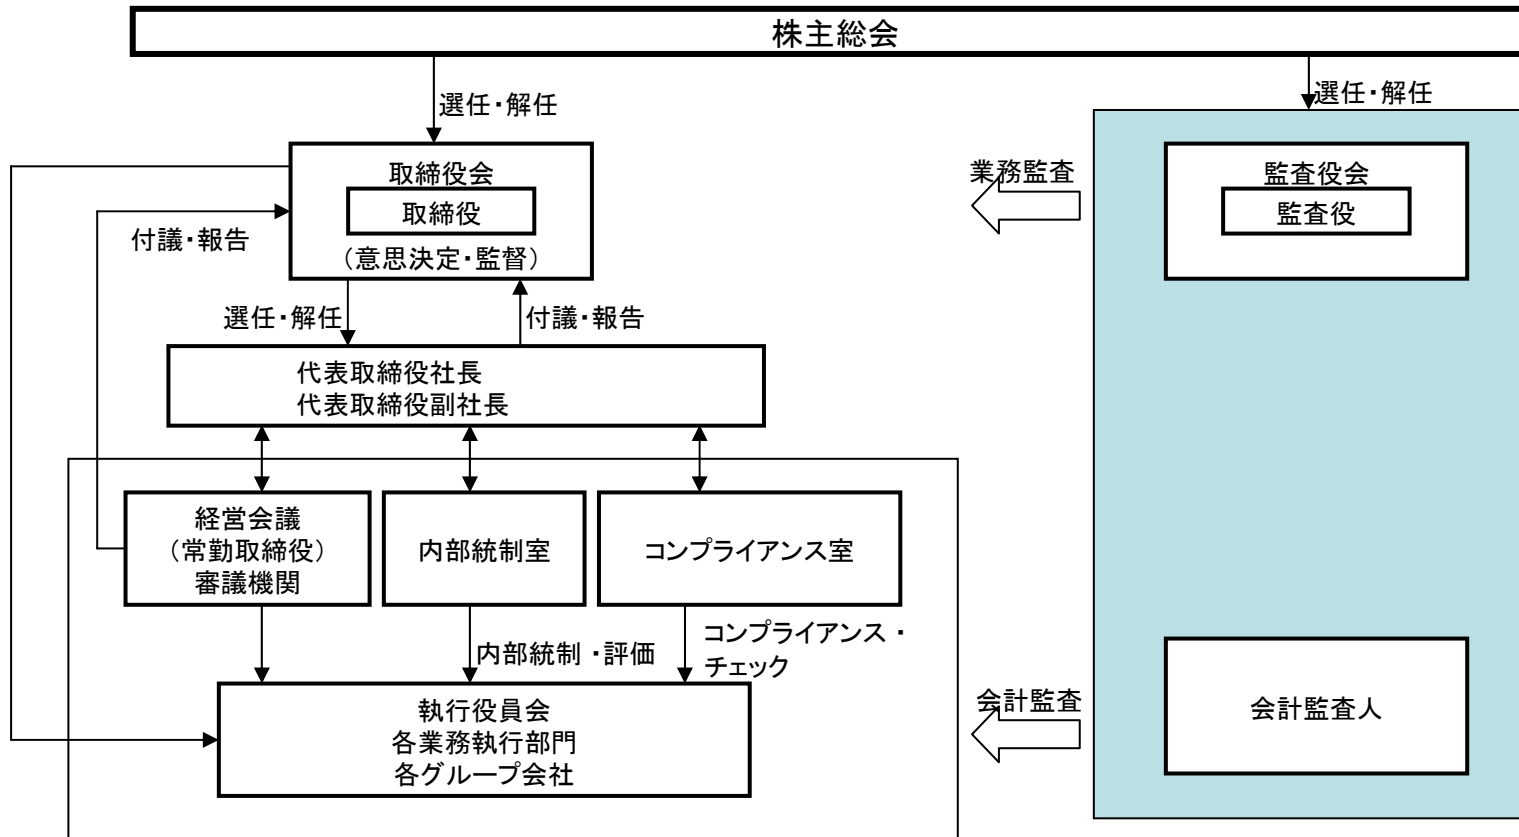 株主総会
選任・解任
選任・解任
取締役会
取締役
(意思決定・監督)
業務監査
監査役会
監査役
付議・報告
選任・解任
付議・報告
代表取締役社長
代表取締役副社長
経営会議
(常勤取締役)
審議機関
内部統制室
コンプライアンス室
内部統制・評価
コンプライアンス・
チェック
執行役員会
各業務執行部門
各グループ会社
会計監査
会計監査人